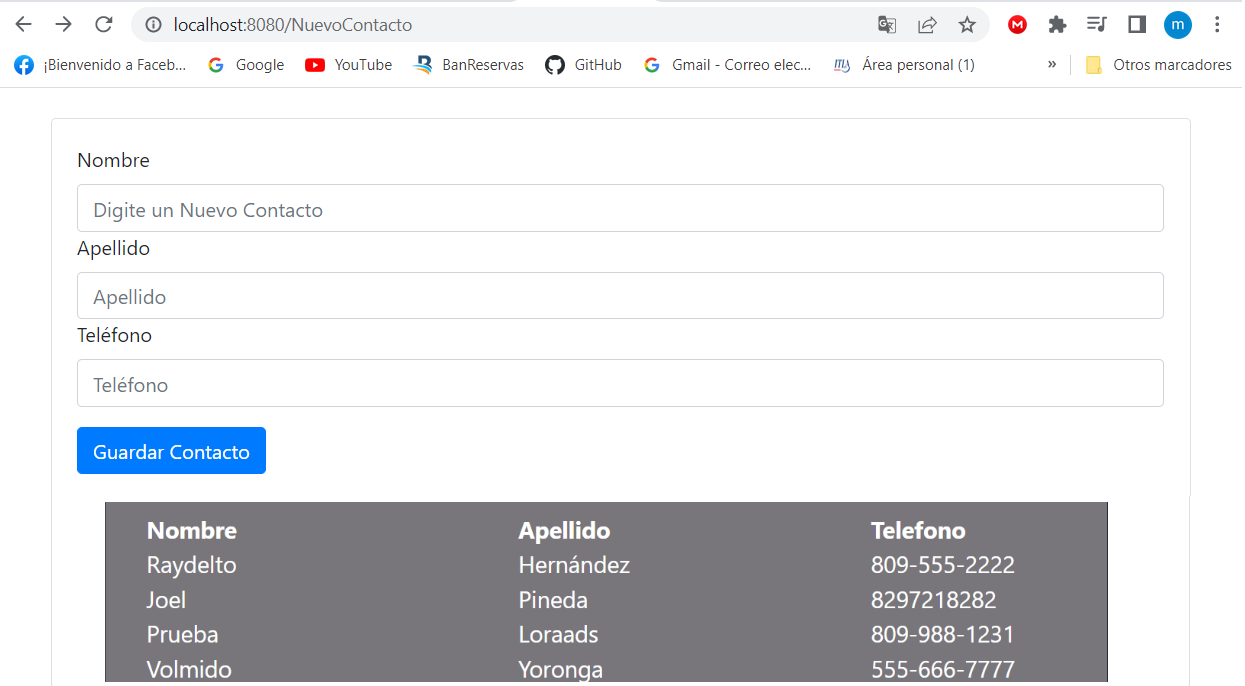 localhost:8080/NuevoContacto
M
m
¡Bienvenido a Faceb... Google YouTube BanReservas GitHub Gmail - Correo elec... Área personal (1) » Otros marcadores
Nombre
Digite un Nuevo Contacto
Apellido
Apellido
Teléfono
Teléfono
Guardar Contacto
Nombre Apellido Telefono
Raydelto Hernández 809-555-2222
Joel Pineda 8297218282
Prueba Loraads 809-988-1231
Volmido Yoronga 555-666-7777